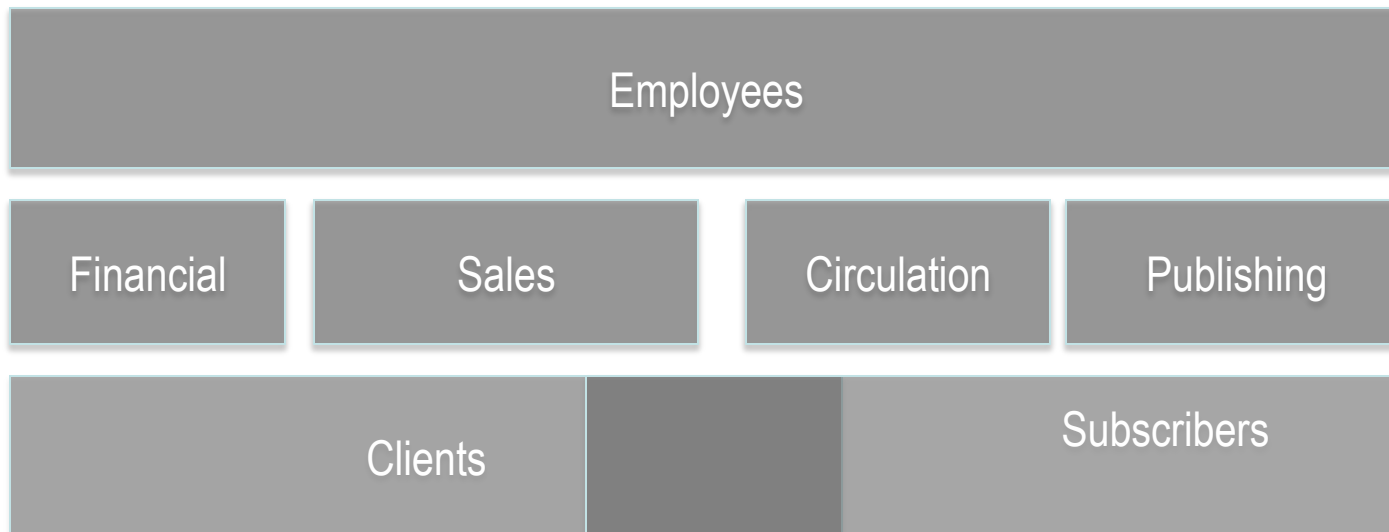 Employees
Financial
Sales
Circulation
Publishing
Clients
Subscribers